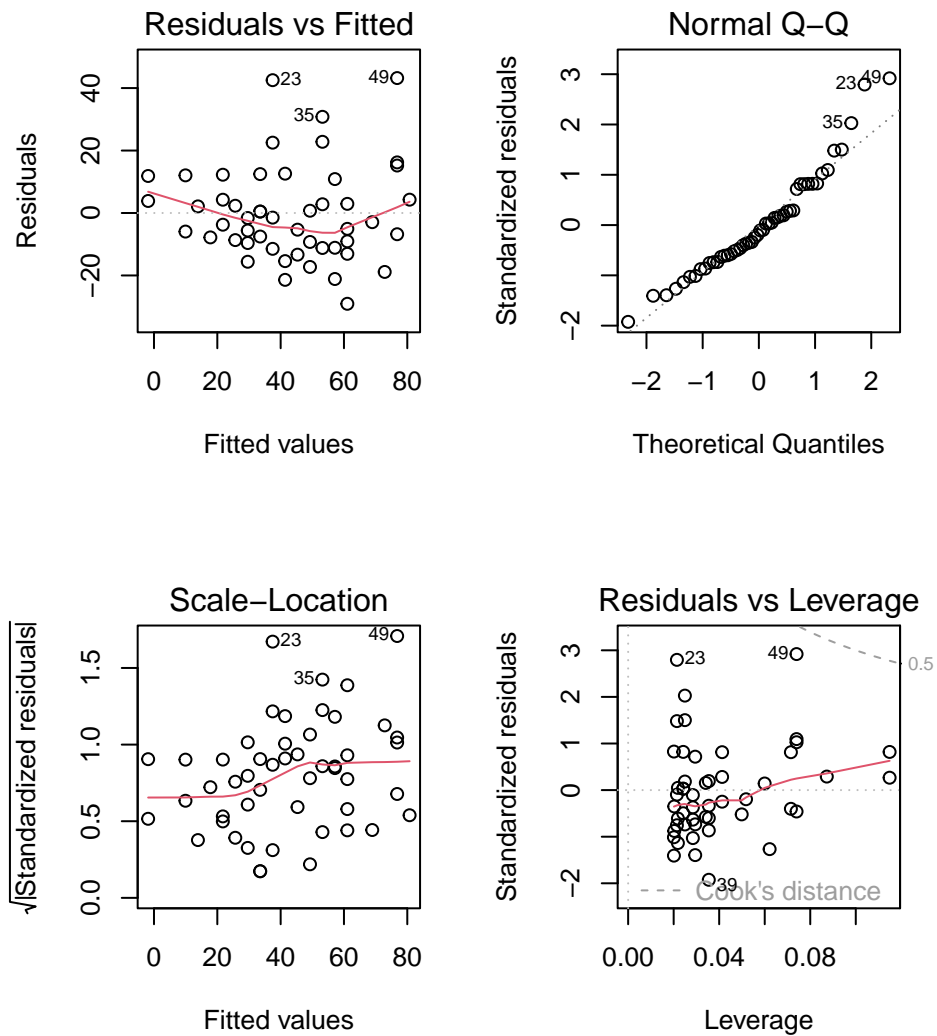 Residuals vs Fitted
Residuals
40
20
0
−20
23
49
35
0 20 40 60 80
Fitted values
Normal Q−Q
Standardized residuals
3
2
1
0
−2
49
23
35
−2 −1 0 1 2
Theoretical Quantiles
Scale−Location
√|Standardized residuals|
1.5
1.0
0.5
0.0
23
49
35
0 20 40 60 80
Fitted values
Residuals vs Leverage
Standardized residuals
3
2
1
0
−2
23
49
39
0.5
Cook's distance
0.00 0.04 0.08
Leverage